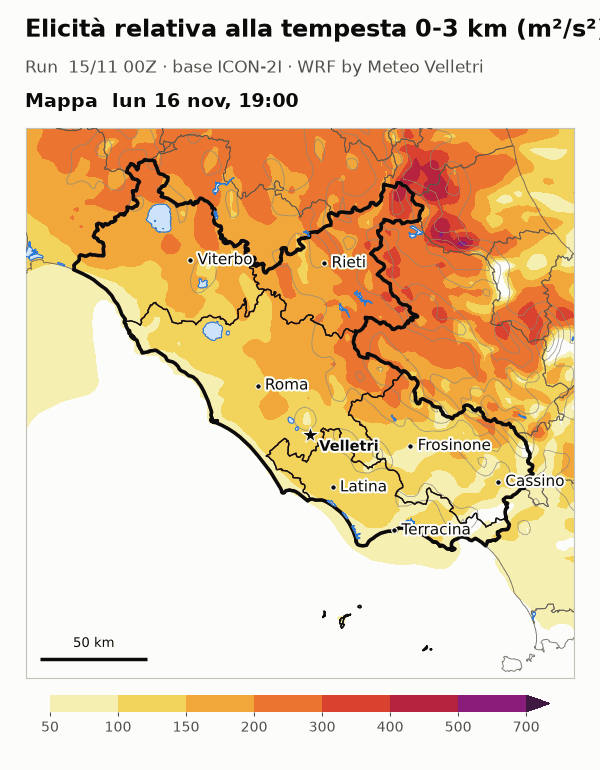 Elicità relativa alla tempesta 0-3 km (m²/s²)
Run 15/11 00Z · base ICON-2I · WRF by Meteo Velletri
Mappa lun 16 nov, 19:00
Viterbo
Rieti
Roma
Velletri
Frosinone
Latina
Cassino
Terracina
50 km
50 100 150 200 300 400 500 700